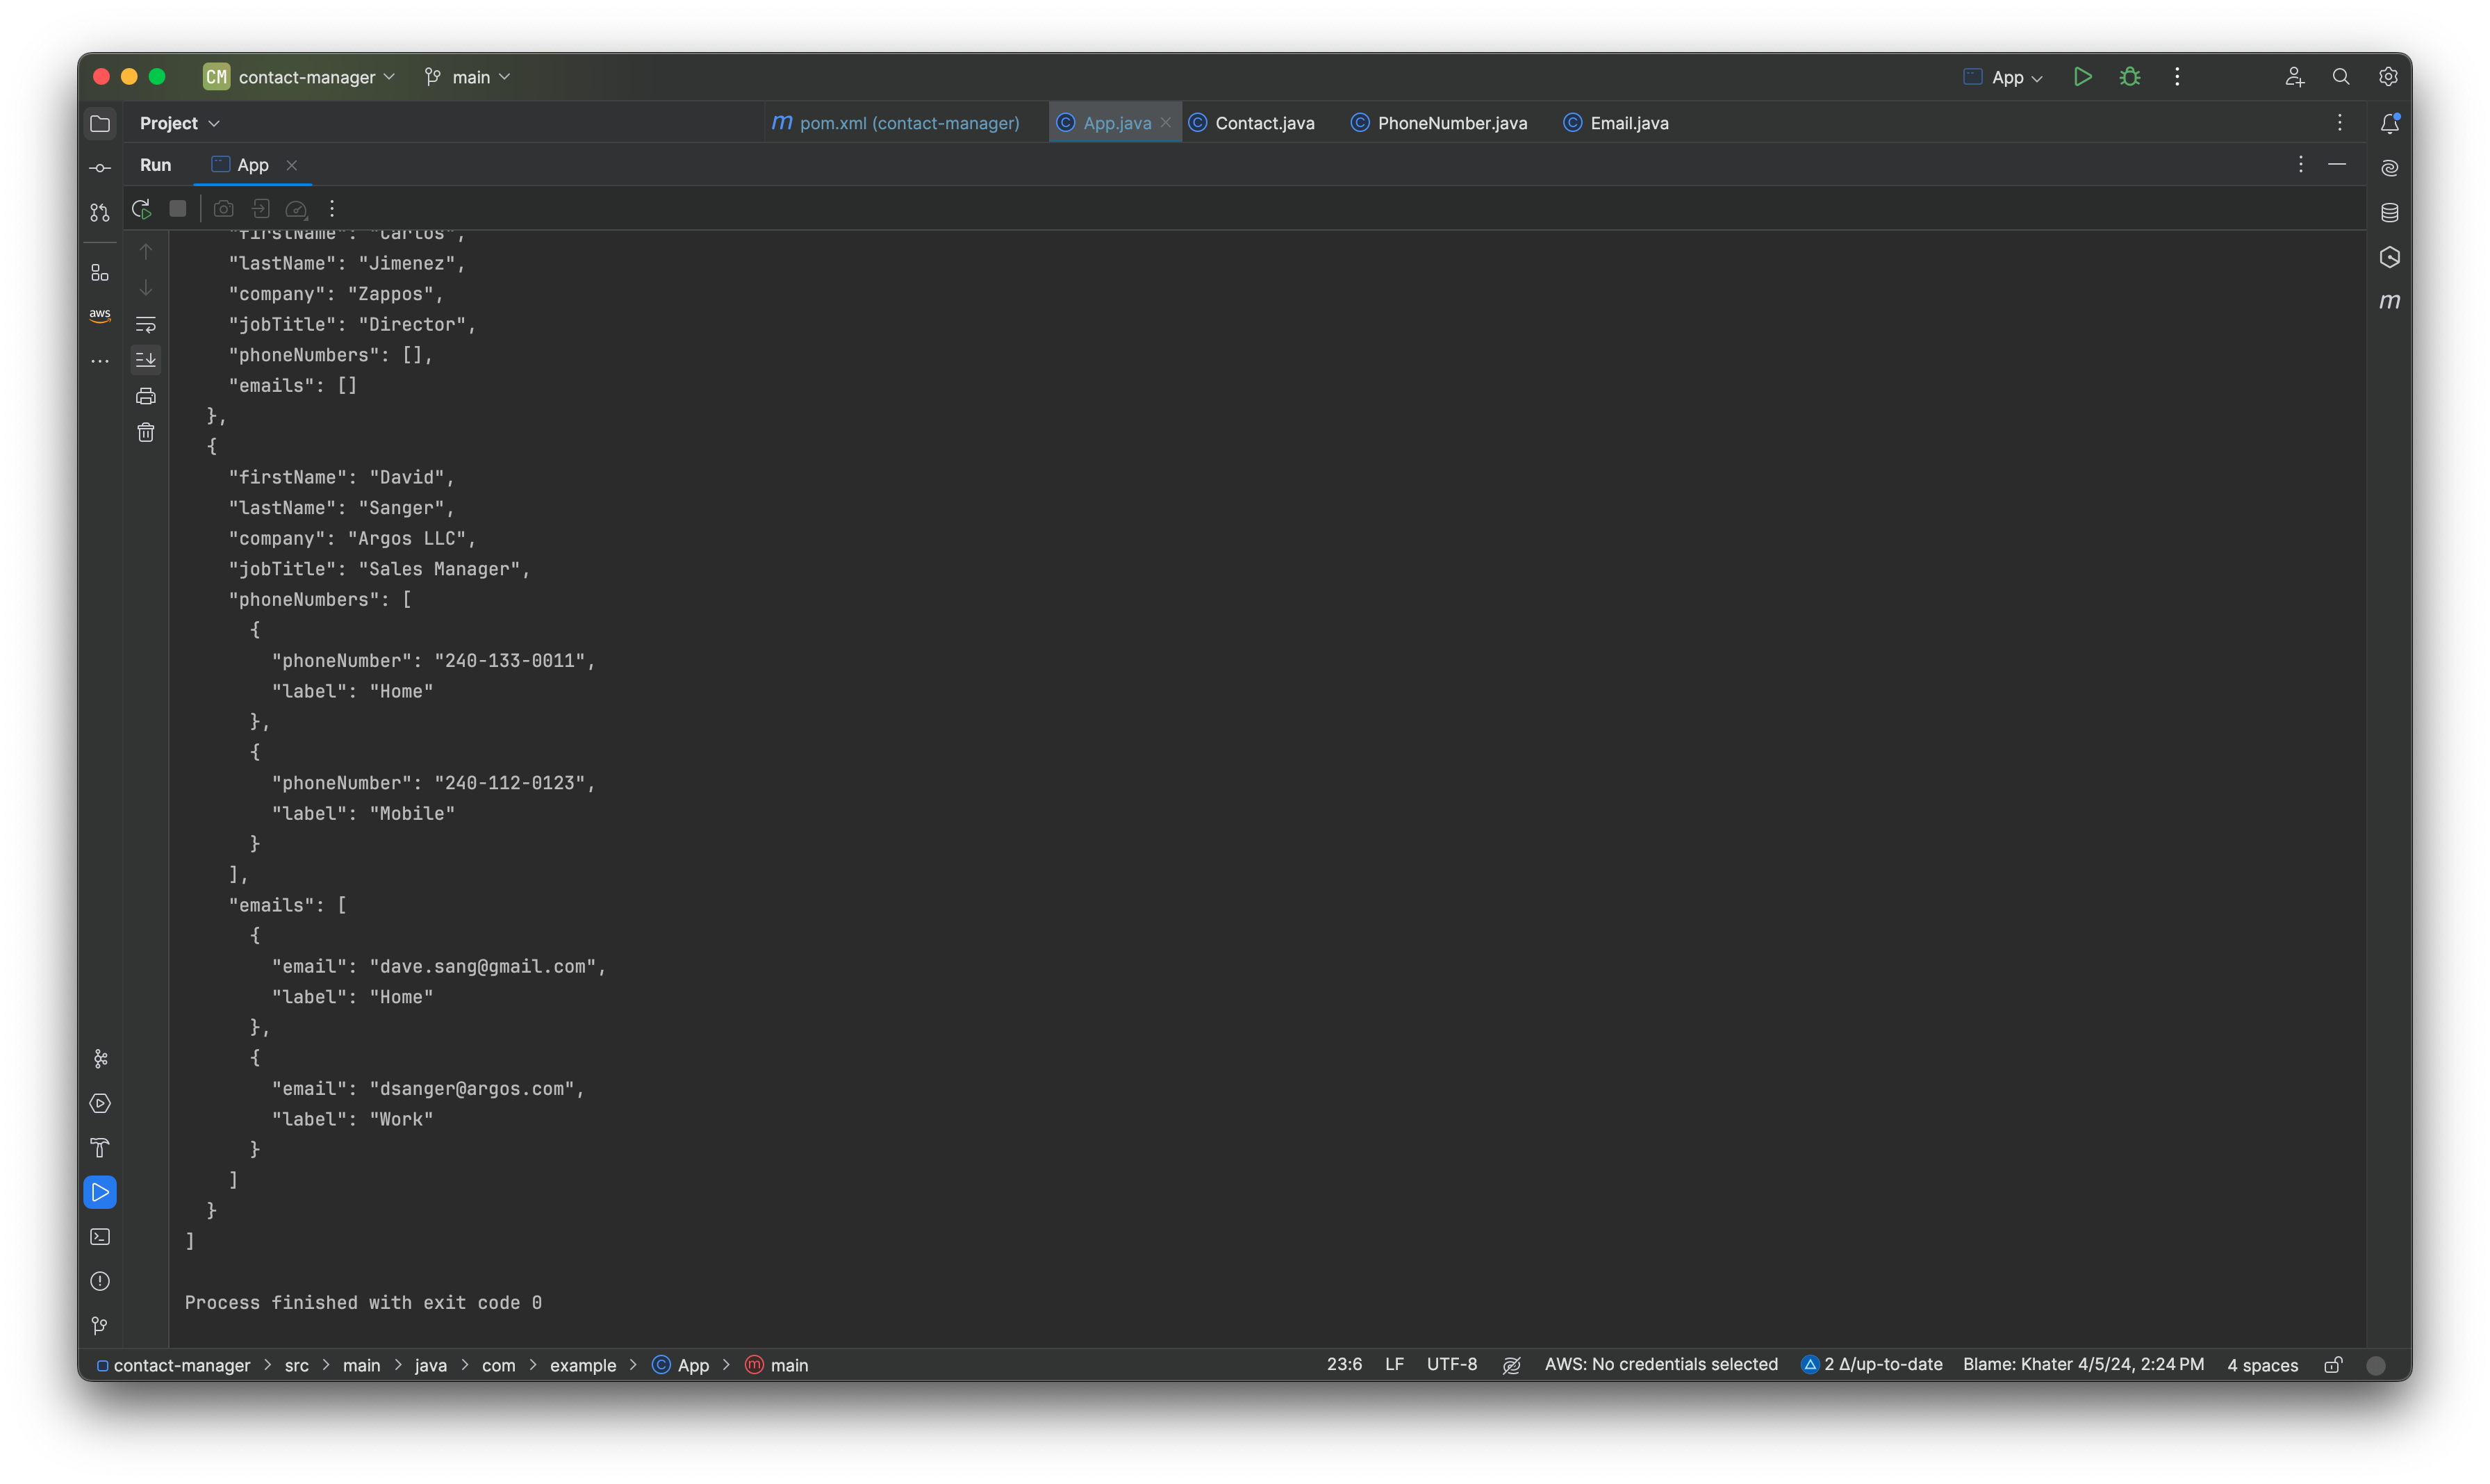 CM contact-manager main App
Project pom.xml (contact-manager) App.java Contact.java PhoneNumber.java Email.java
Run App
"firstName": "Carlos",
"lastName": "Jimenez",
"company": "Zappos",
"jobTitle": "Director",
"phoneNumbers": [],
"emails": []
},
{
"firstName": "David",
"lastName": "Sanger",
"company": "Argos LLC",
"jobTitle": "Sales Manager",
"phoneNumbers": [
{
"phoneNumber": "240-133-0011",
"label": "Home"
},
{
"phoneNumber": "240-112-0123",
"label": "Mobile"
}
],
"emails": [
{
"email": "dave.sang@gmail.com",
"label": "Home"
},
{
"email": "dsanger@argos.com",
"label": "Work"
}
]
}
]
Process finished with exit code 0
aws
contact-manager > src > main > java > com > example > App > main 23:6 LF UTF-8 AWS: No credentials selected 2 Δ/up-to-date Blame: Khater 4/5/24, 2:24 PM 4 spaces